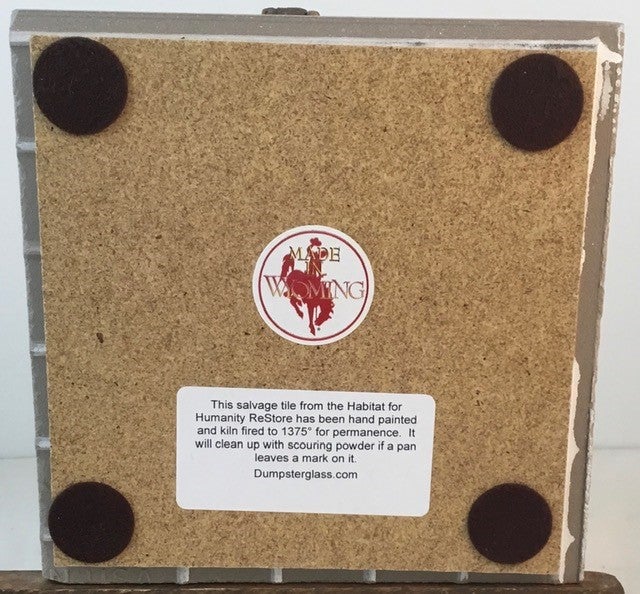 MADE
IN
WYOMING
This salvage tile from the Habitat for
Humanity ReStore has been hand painted
and kiln fired to 1375° for permanence. It
will clean up with scouring powder if a pan
leaves a mark on it.
Dumpsterglass.com